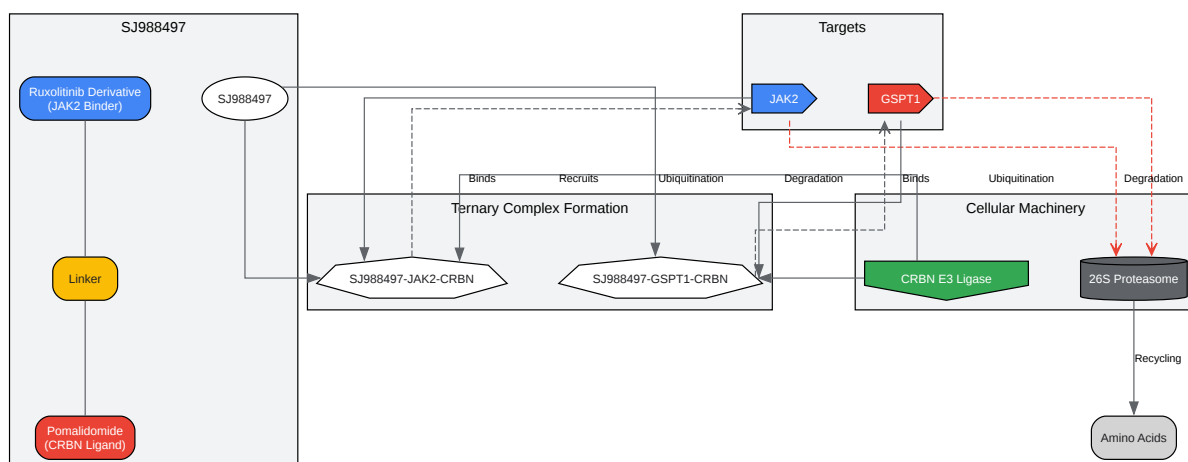 SJ988497
Targets
Ruxolitinib Derivative
(JAK2 Binder)
SJ988497
JAK2
GSPT1
Binds
Recruits
Ubiquitination
Degradation
Binds
Ubiquitination
Degradation
Ternary Complex Formation
Cellular Machinery
Linker
SJ988497-JAK2-CRBN
SJ988497-GSPT1-CRBN
CRBN E3 Ligase
26S Proteasome
Recycling
Pomalidomide
(CRBN Ligand)
Amino Acids